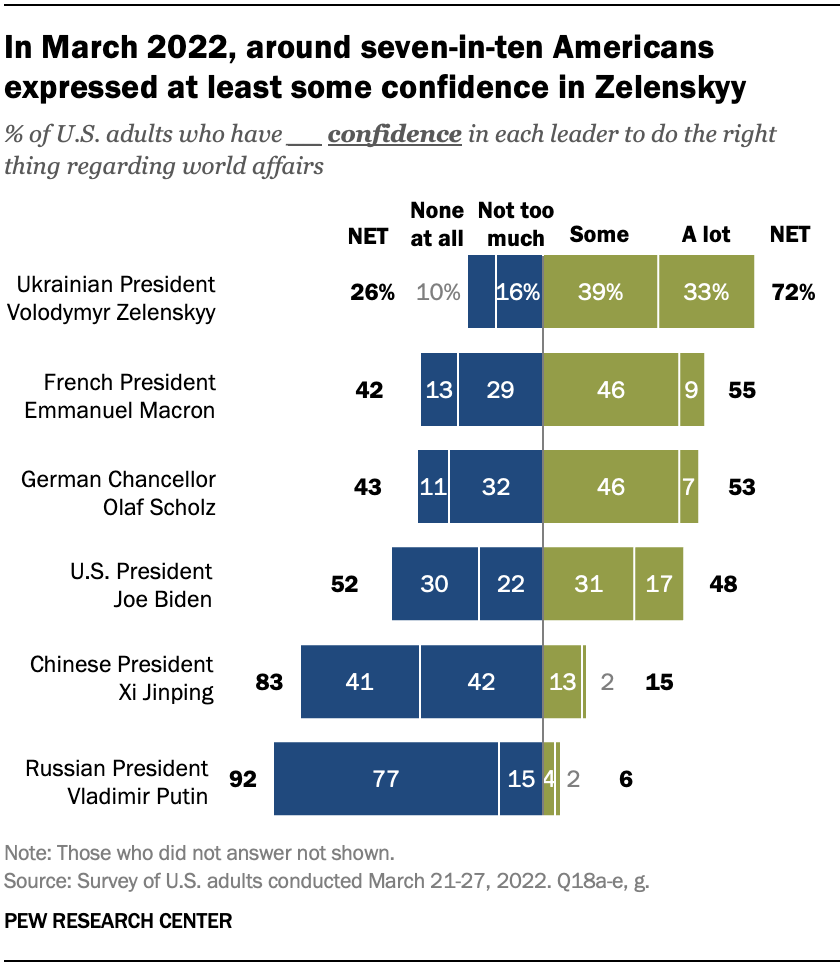 In March 2022, around seven-in-ten Americans
expressed at least some confidence in Zelenskyy
% of U.S. adults who have ___ confidence in each leader to do the right
thing regarding world affairs
NET None at all Not too much Some A lot NET
Ukrainian President
Volodymyr Zelenskyy
26% 10% 16% 39% 33% 72%
French President
Emmanuel Macron
42 13 29 46 9 55
German Chancellor
Olaf Scholz
43 11 32 46 7 53
U.S. President
Joe Biden
52 30 22 31 17 48
Chinese President
Xi Jinping
83 41 42 13 2 15
Russian President
Vladimir Putin
92 77 15 4 2 6
Note: Those who did not answer not shown.
Source: Survey of U.S. adults conducted March 21-27, 2022. Q18a-e, g.
PEW RESEARCH CENTER